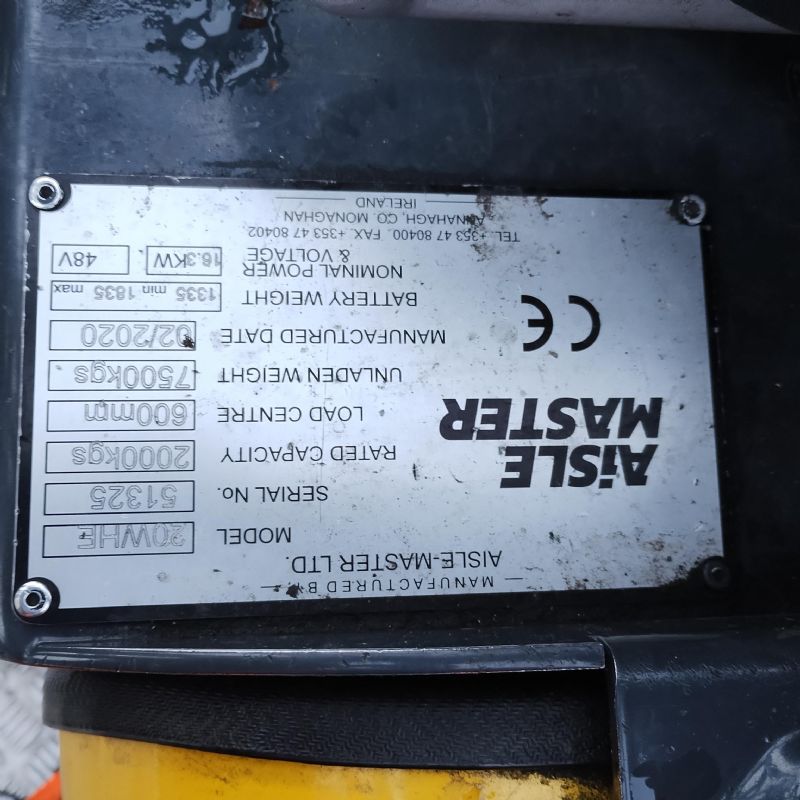 MANUFACTURED BY
AISLE-MASTER LTD.
AiSLE
MASTER
CE
MODEL 20WHE
SERIAL No. 51325
RATED CAPACITY 2000kgs
LOAD CENTRE 600mm
UNLADEN WEIGHT 7500kgs
MANUFACTURED DATE 02/2020
BATTERY WEIGHT 1335 min 1835 max
NOMINAL POWER
& VOLTAGE 16.3KW 48V
TEL. +353 47 80400, FAX. +353 47 80402
ANNAHAGH, CO. MONAGHAN
IRELAND